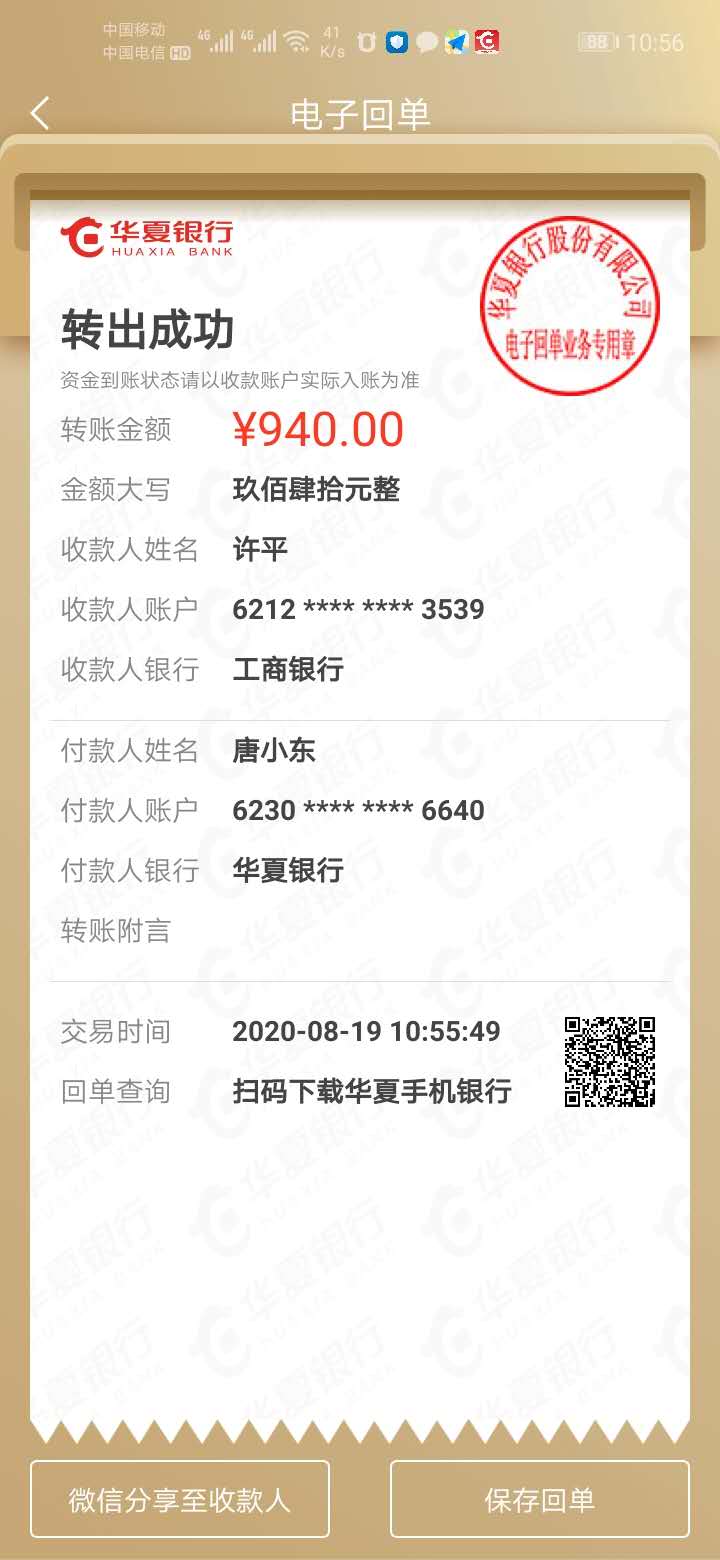 中国移动
中国电信 HD
4G 4G 41 K/s 88 10:56
电子回单
华夏银行
HUAXIA BANK
华夏银行股份有限公司
电子回单业务专用章
转出成功
资金到账状态请以收款账户实际入账为准
转账金额 ¥940.00
金额大写 玖佰肆拾元整
收款人姓名 许平
收款人账户 6212 **** **** 3539
收款人银行 工商银行
付款人姓名 唐小东
付款人账户 6230 **** **** 6640
付款人银行 华夏银行
转账附言
交易时间 2020-08-19 10:55:49
回单查询 扫码下载华夏手机银行
微信分享至收款人 保存回单